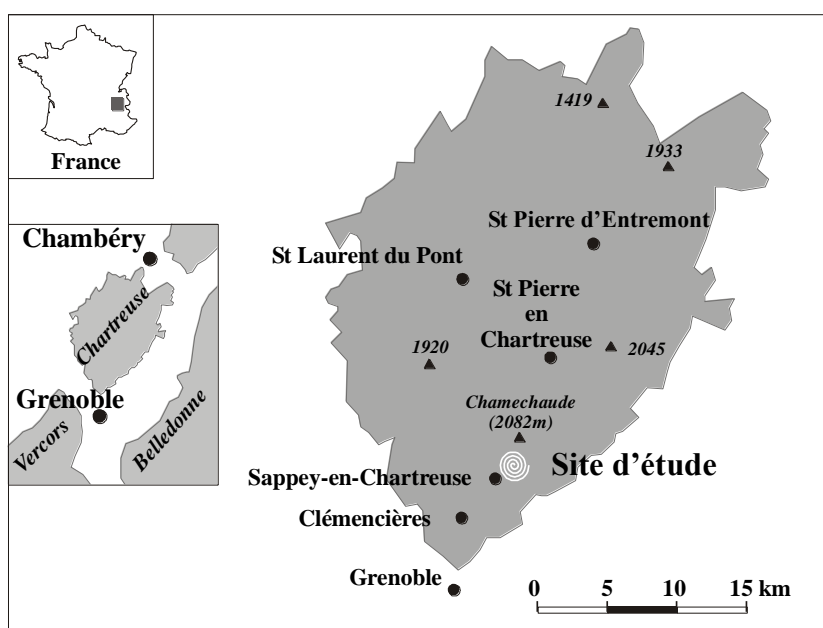 France
Chambéry
Chartreuse
Grenoble
Vercors
Belledonne
1419
1933
St Pierre d'Entremont
St Laurent du Pont
St Pierre
en
Chartreuse
1920
2045
Chamechaude
(2082m)
Site d'étude
Sappey-en-Chartreuse
Clémencières
Grenoble
0 5 10 15 km